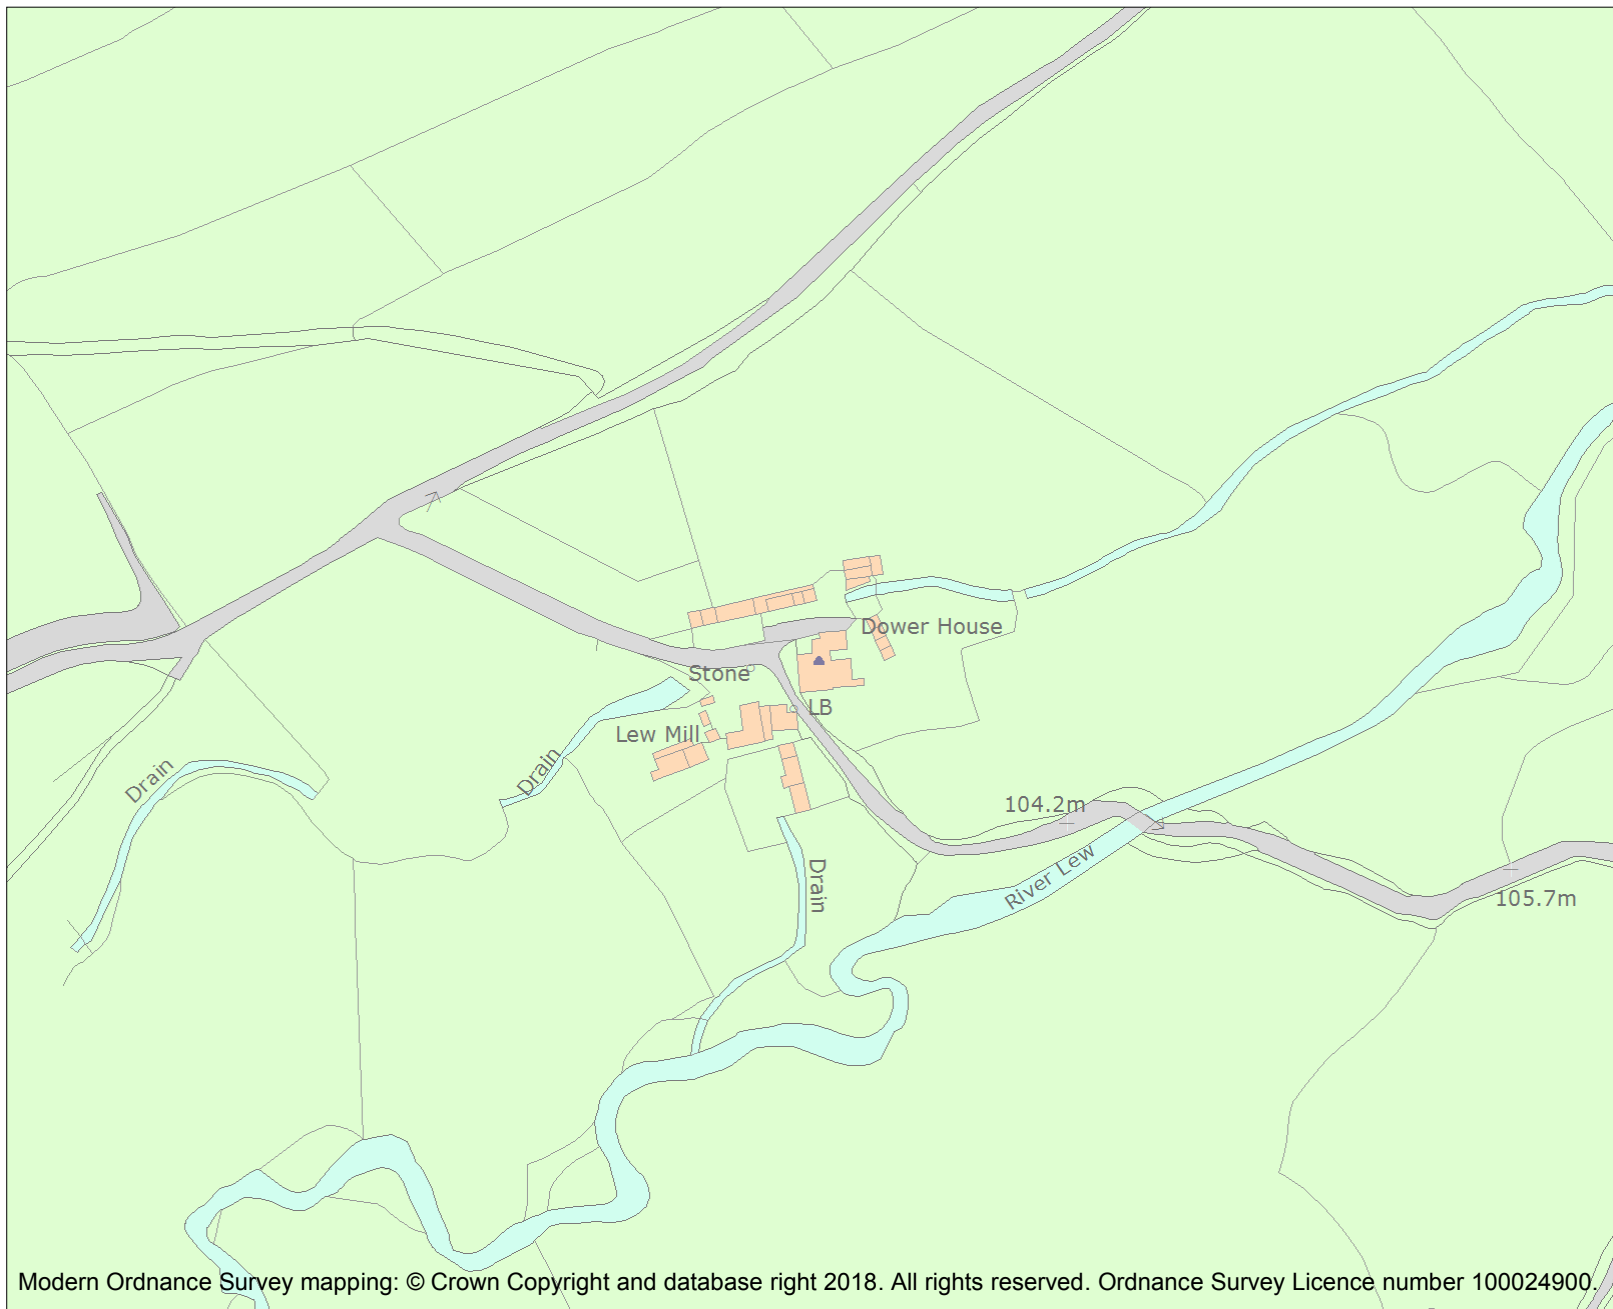 Dower House
Stone
LB
Lew Mill
Drain
Drain
104.2m
Drain
River Lew
105.7m
Modern Ordnance Survey mapping: © Crown Copyright and database right 2018. All rights reserved. Ordnance Survey Licence number 100024900.